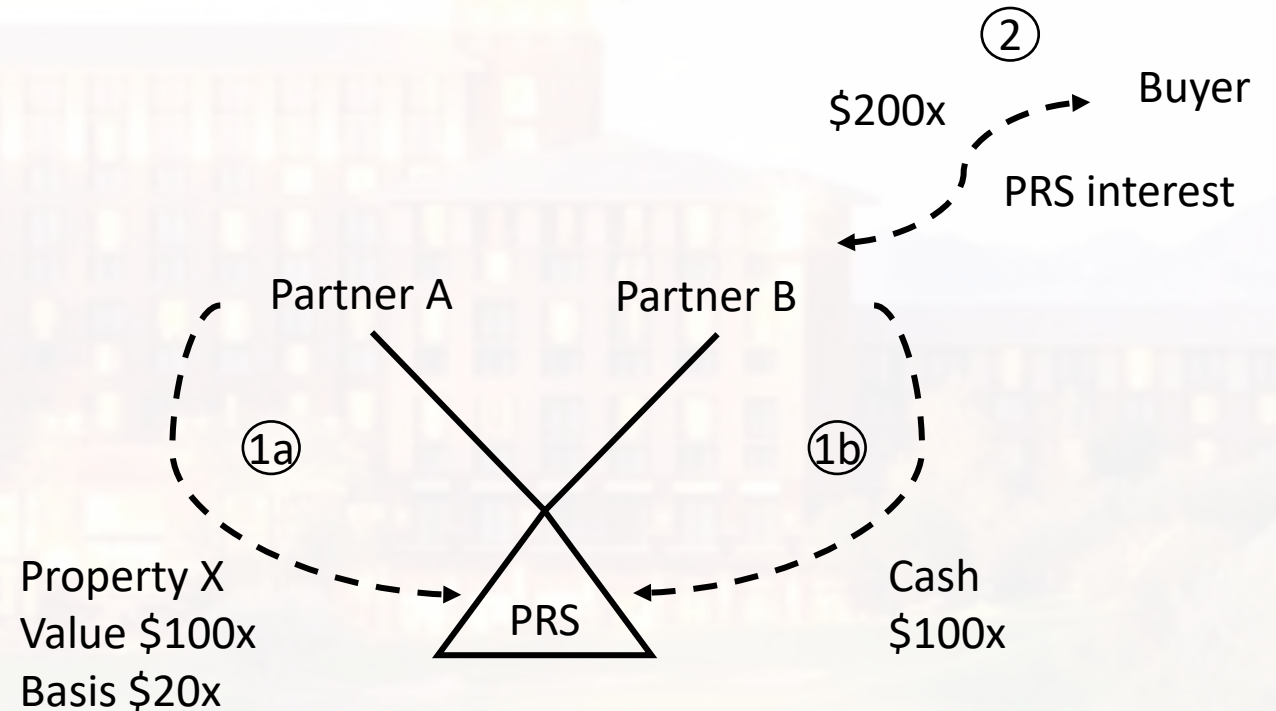 2
Buyer
$200x
PRS interest
Partner A
Partner B
1a
1b
Property X
Value $100x
Basis $20x
PRS
Cash
$100x